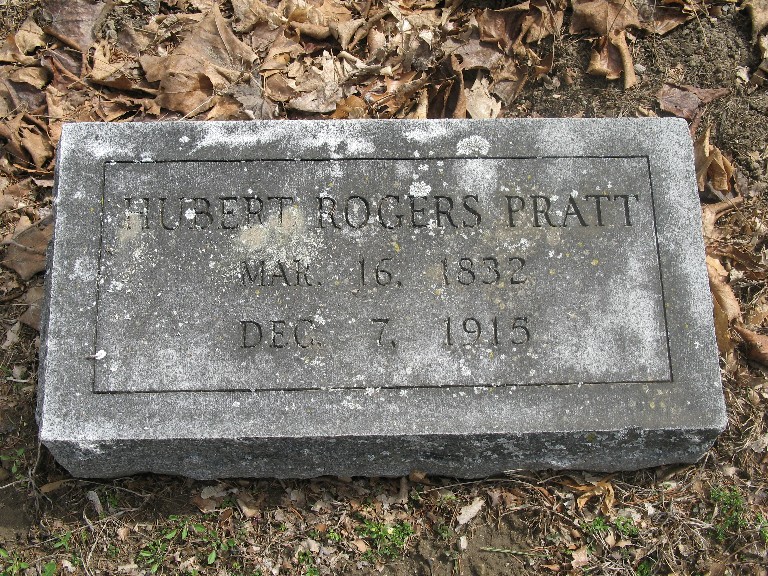 HUBERT ROGERS PRATT
MAR. 16, 1832
DEC. 7, 1915